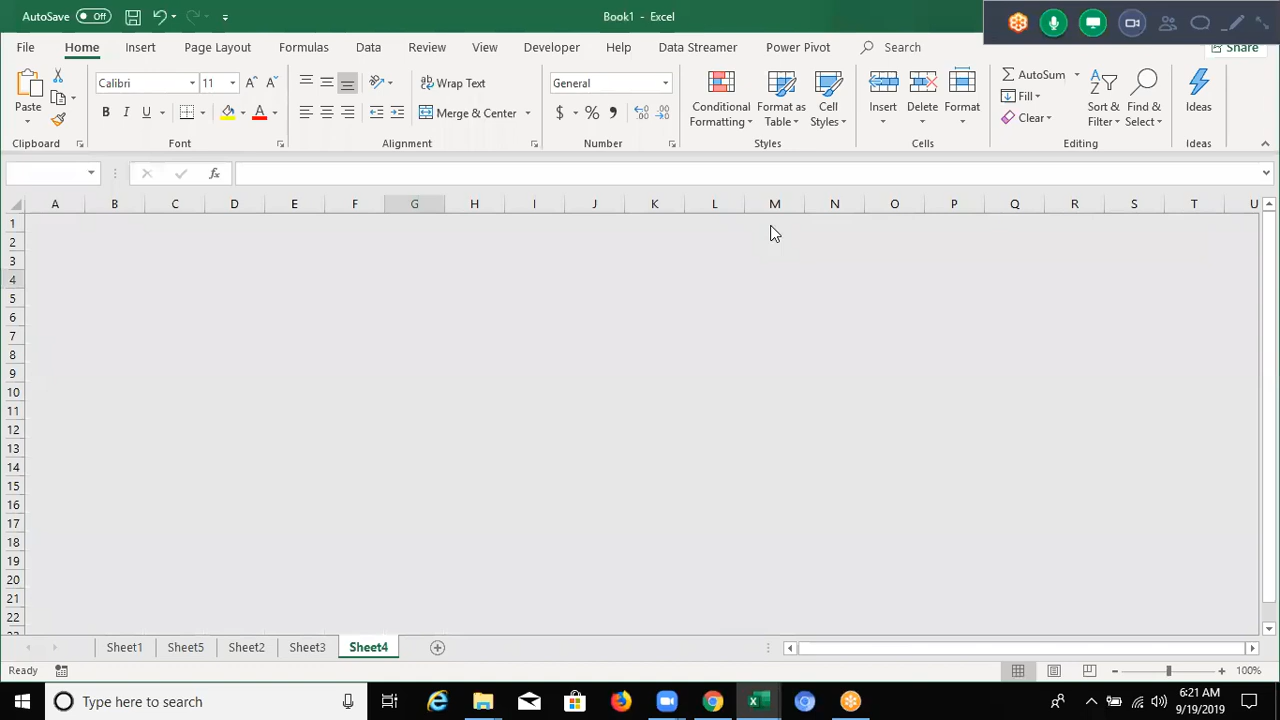 AutoSave Off Book1 - Excel
File Home Insert Page Layout Formulas Data Review View Developer Help Data Streamer Power Pivot Search Share
Paste Calibri 11 Wrap Text General Conditional Formatting Format as Table Cell Styles Insert Delete Format AutoSum Fill Clear Sort & Filter Find & Select Ideas
B I U A Merge & Center $ % ,
Clipboard Font Alignment Number Styles Cells Editing Ideas
fx
A B C D E F G H I J K L M N O P Q R S T U
1
2
3
4
5
6
7
8
9
10
11
12
13
14
15
16
17
18
19
20
21
22
Sheet1 Sheet5 Sheet2 Sheet3 Sheet4
Ready 100%
Type here to search 6:21 AM
9/19/2019